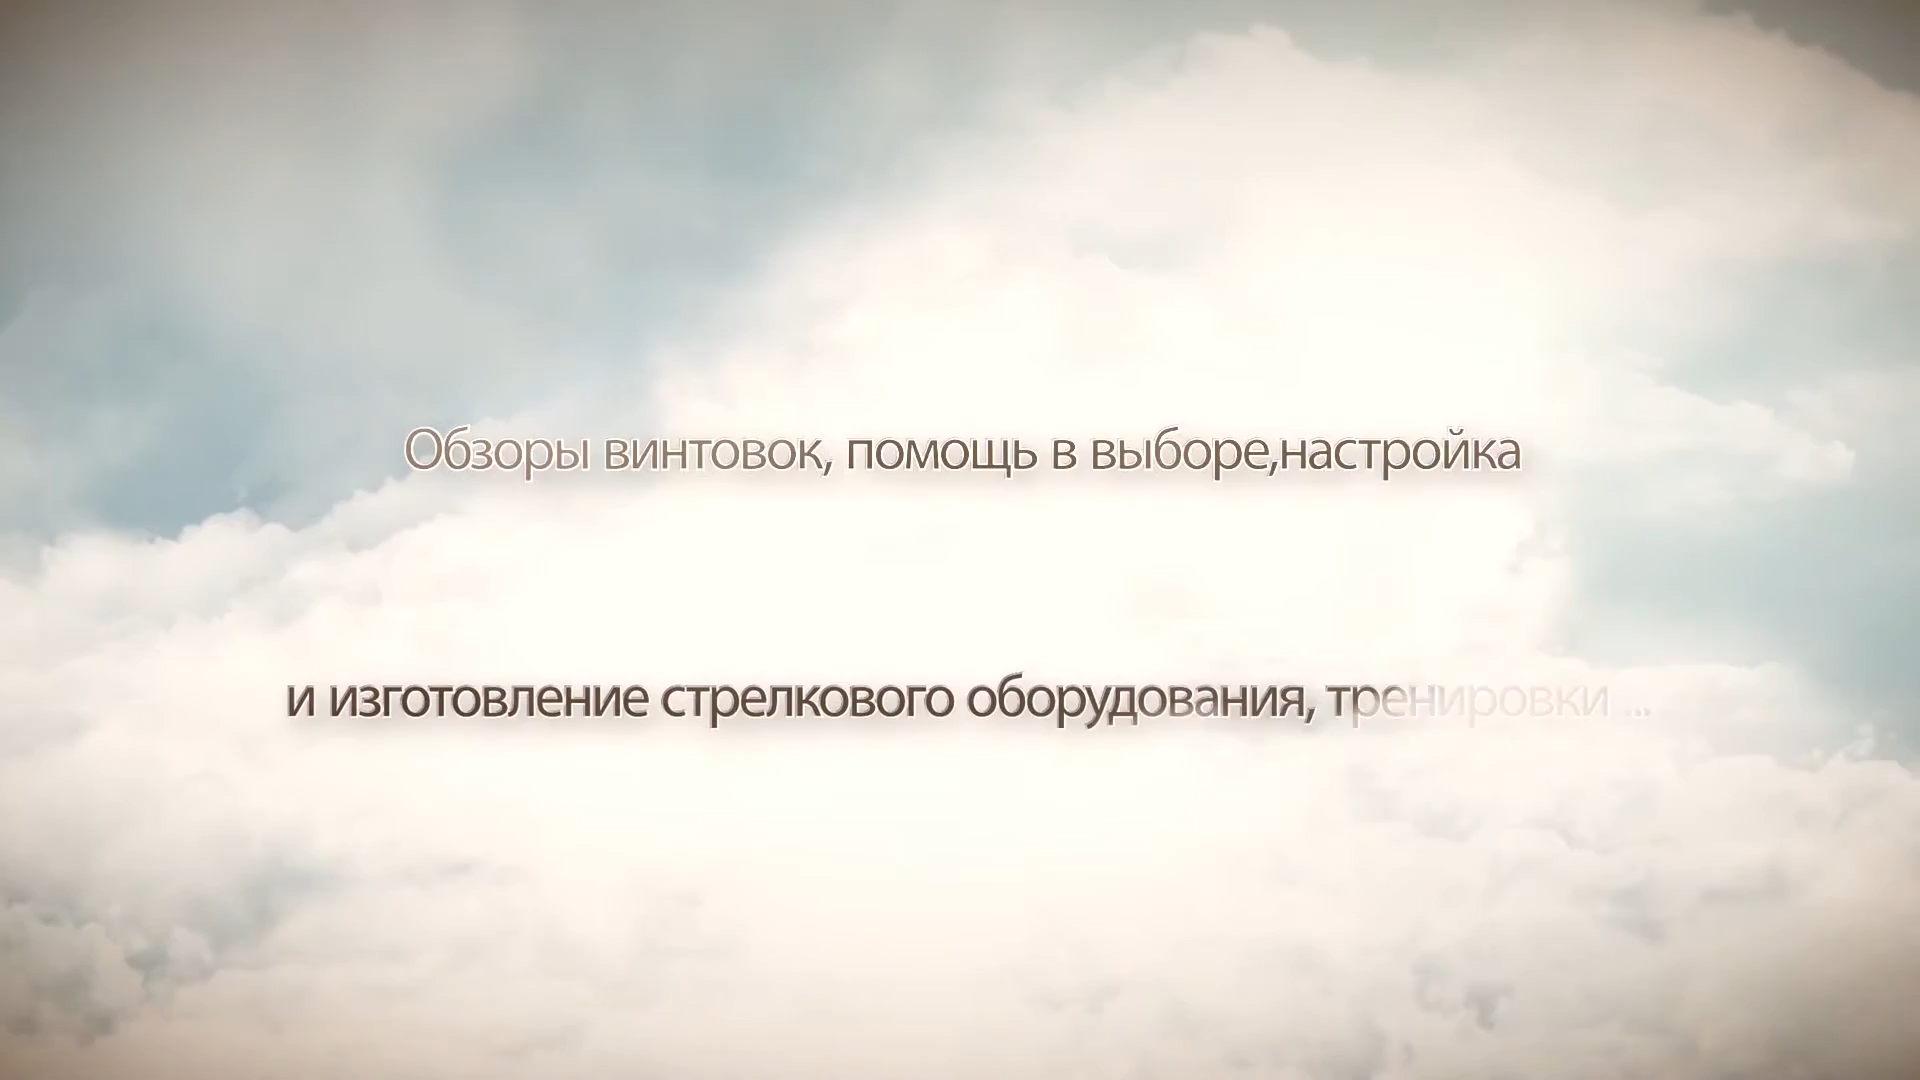 Обзоры винтовок, помощь в выборе,настройка
и изготовление стрелкового оборудования, тренировки ...